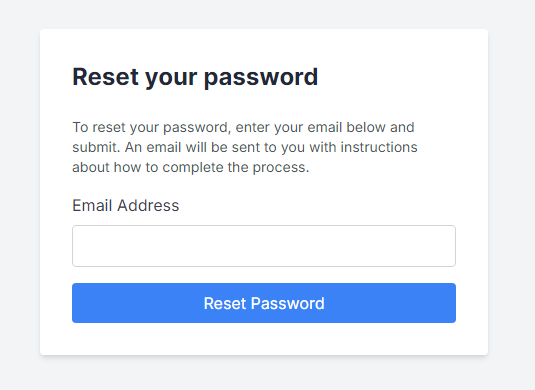 Reset your password
To reset your password, enter your email below and
submit. An email will be sent to you with instructions
about how to complete the process.
Email Address
Reset Password